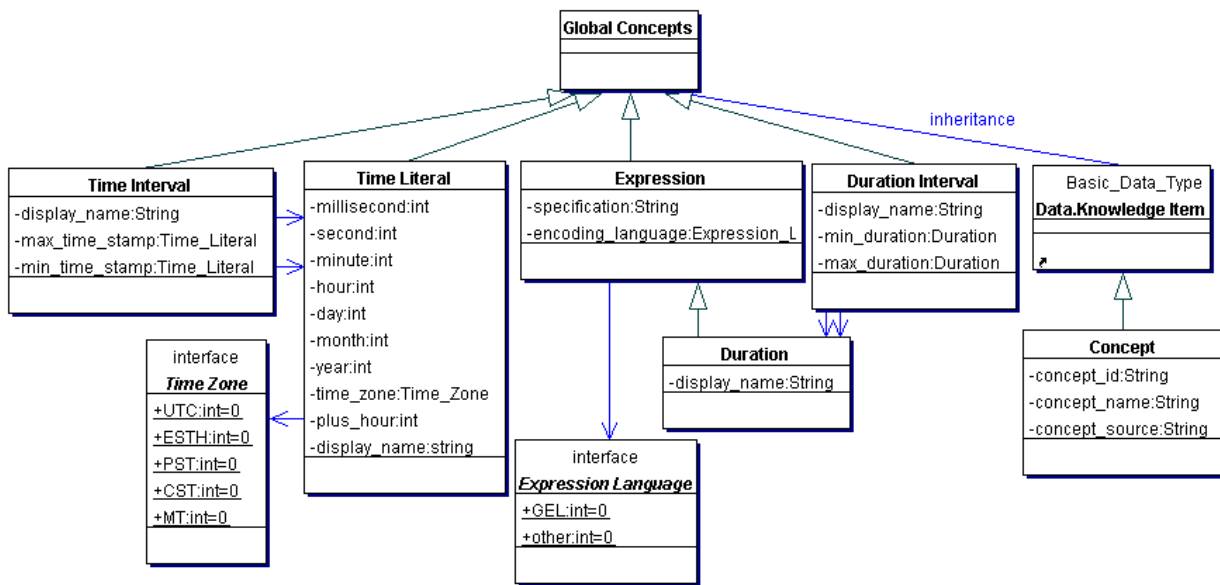 Global Concepts
inheritance
Time Interval
-display_name:String
-max_time_stamp:Time_Literal
-min_time_stamp:Time_Literal
Time Literal
-millisecond:int
-second:int
-minute:int
-hour:int
-day:int
-month:int
-year:int
-time_zone:Time_Zone
-plus_hour:int
-display_name:string
Expression
-specification:String
-encoding_language:Expression_L
Duration Interval
-display_name:String
-min_duration:Duration
-max_duration:Duration
Basic_Data_Type
Data.Knowledge Item
interface
Time Zone
+UTC:int=0
+ESTH:int=0
+PST:int=0
+CST:int=0
+MT:int=0
Duration
-display_name:String
Concept
-concept_id:String
-concept_name:String
-concept_source:String
interface
Expression Language
+GEL:int=0
+other:int=0